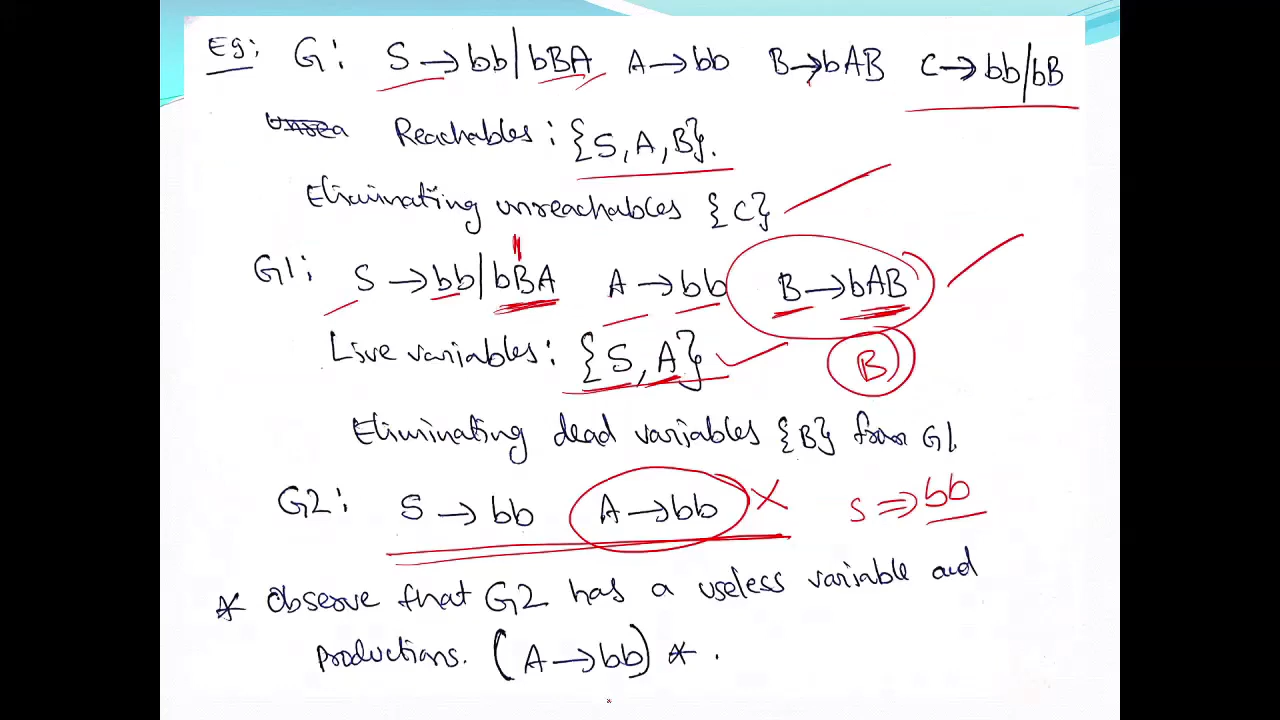 Eg: G: S → bb | bBA A → bb B → bAB C → bb / bB
Reachables : {S, A, B}.
Eliminating unreachables {C}
G1: S → bb | bBA A → bb B → bAB
Live variables : {S, A}
B
Eliminating dead variables {B} from G1.
G2: S → bb A → bb X S ⇒ bb
* Observe that G2 has a useless variable and
productions. (A → bb) * .